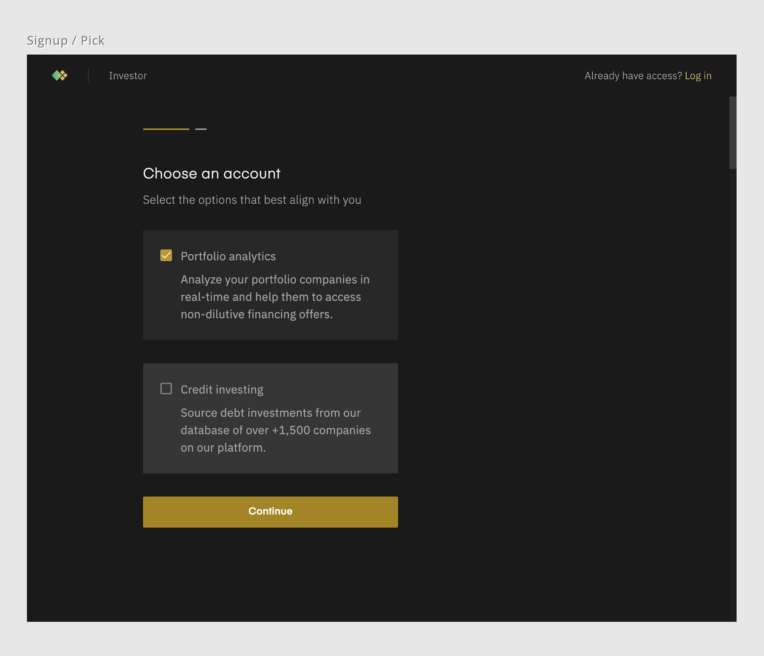 Signup / Pick
Investor
Already have access? Log in
Choose an account
Select the options that best align with you
Portfolio analytics
Analyze your portfolio companies in
real-time and help them to access
non-dilutive financing offers.
Credit investing
Source debt investments from our
database of over +1,500 companies
on our platform.
Continue